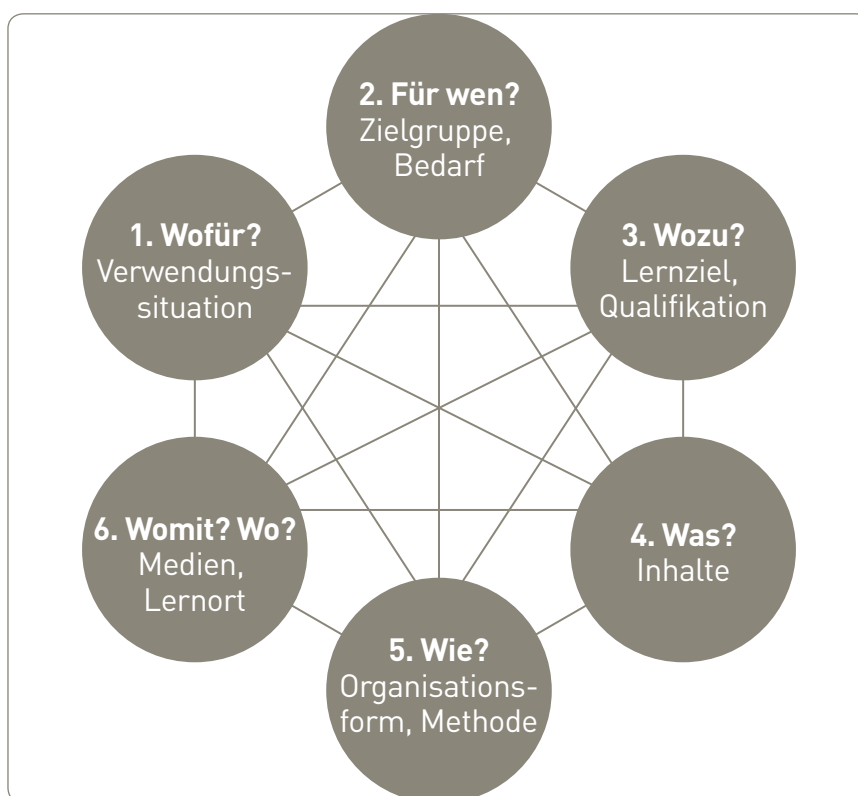 1. Wofür?
Verwendungs-
situation
2. Für wen?
Zielgruppe,
Bedarf
3. Wozu?
Lernziel,
Qualifikation
4. Was?
Inhalte
5. Wie?
Organisations-
form, Methode
6. Womit? Wo?
Medien,
Lernort